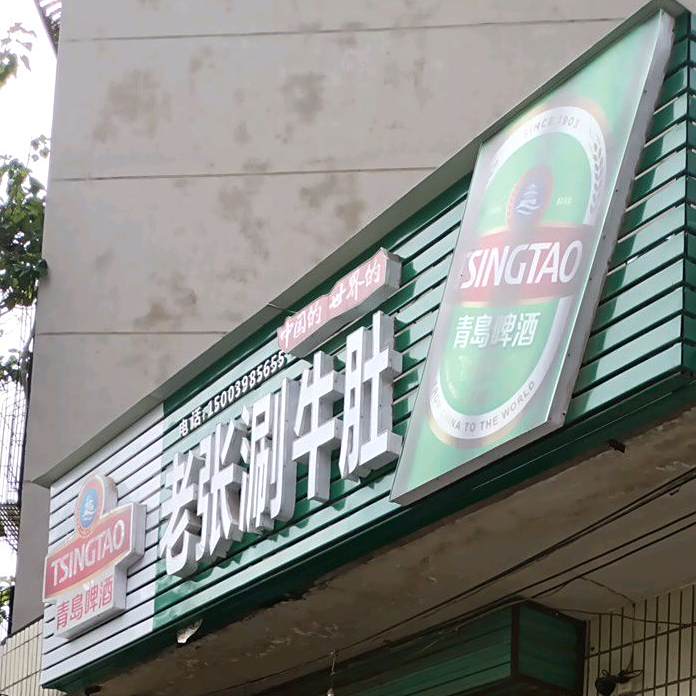 TSINGTAO
青島啤酒
电话:15003985655
老张涮牛肚
中国的 世界的
SINCE 1903
TSINGTAO
青島啤酒
TO THE WORLD